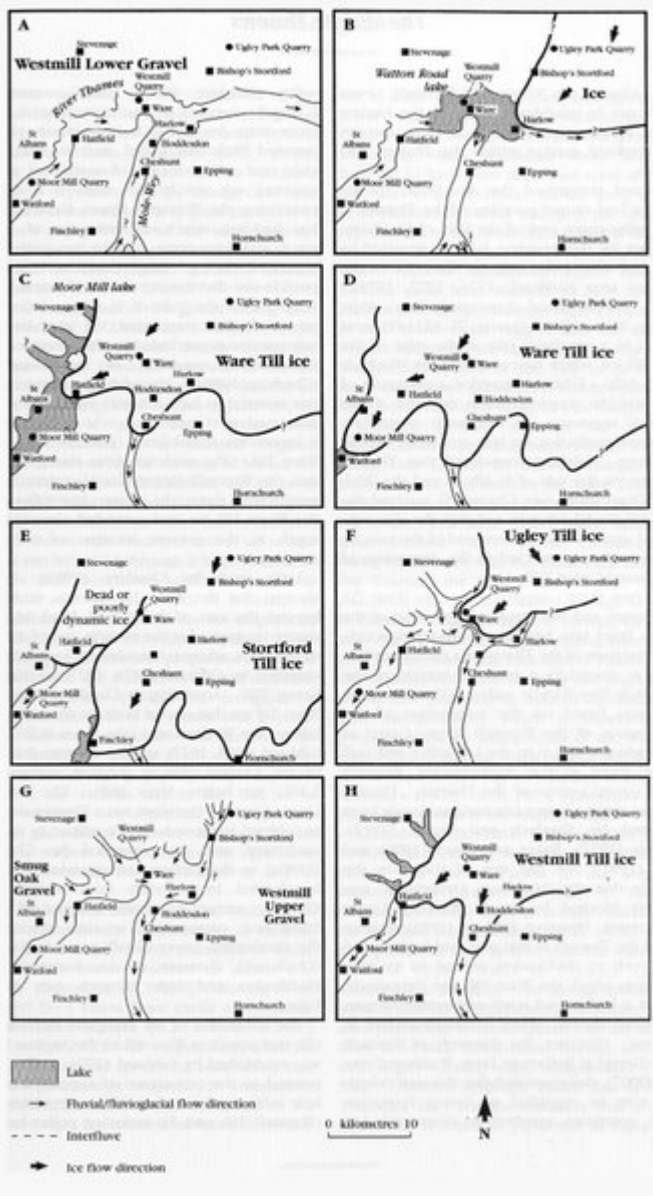 A
Stevenage
Ugley Park Quarry
Westmill Lower Gravel
Bishop's Stortford
River Thames
Westmill
Quarry
Ware
Harlow
St
Albans
Hatfield
Hoddesdon
Cheshunt
Epping
Moor Mill Quarry
Mole-Wey
Watford
Finchley
Hornchurch
B
Stevenage
Ugley Park Quarry
Watton Road
lake
Westmill
Quarry
Bishop's Stortford
Ice
Ware
Harlow
St
Albans
Hatfield
Hoddesdon
Cheshunt
Epping
Moor Mill Quarry
Watford
Finchley
Hornchurch
C
Moor Mill lake
Stevenage
Ugley Park Quarry
Bishop's Stortford
Westmill
Quarry
Ware
Ware Till ice
Harlow
St
Albans
Hatfield
Hoddesdon
Cheshunt
Epping
Moor Mill Quarry
Watford
Finchley
Hornchurch
D
Stevenage
Ugley Park Quarry
Bishop's Stortford
Westmill
Quarry
Ware
Ware Till ice
Harlow
St
Albans
Hatfield
Hoddesdon
Cheshunt
Epping
Moor Mill Quarry
Watford
Finchley
Hornchurch
E
Stevenage
Ugley Park Quarry
Bishop's Stortford
Dead or
poorly
dynamic ice
Westmill
Quarry
Ware
Harlow
Stortford
Till ice
St
Albans
Hatfield
Cheshunt
Epping
Moor Mill
Quarry
Watford
Finchley
Hornchurch
F
Ugley Till ice
Stevenage
Ugley Park Quarry
Bishop's Stortford
Westmill
Quarry
Ware
Harlow
St
Albans
Hatfield
Cheshunt
Epping
Moor Mill Quarry
Watford
Finchley
Hornchurch
G
Stevenage
Ugley Park Quarry
Bishop's Stortford
Westmill
Quarry
Smug
Oak
Gravel
Ware
Harlow
Westmill
Upper
Gravel
St
Albans
Hatfield
Hoddesdon
Cheshunt
Epping
Moor Mill Quarry
Watford
Finchley
Hornchurch
H
Stevenage
Ugley Park Quarry
Bishop's Stortford
Westmill
Quarry
Westmill Till ice
Ware
Harlow
St
Albans
Hatfield
Hoddesdon
Cheshunt
Epping
Moor Mill Quarry
Watford
Finchley
Hornchurch
Lake
Fluvial/fluvioglacial flow direction
Interfluve
Ice flow direction
0 kilometres 10
N